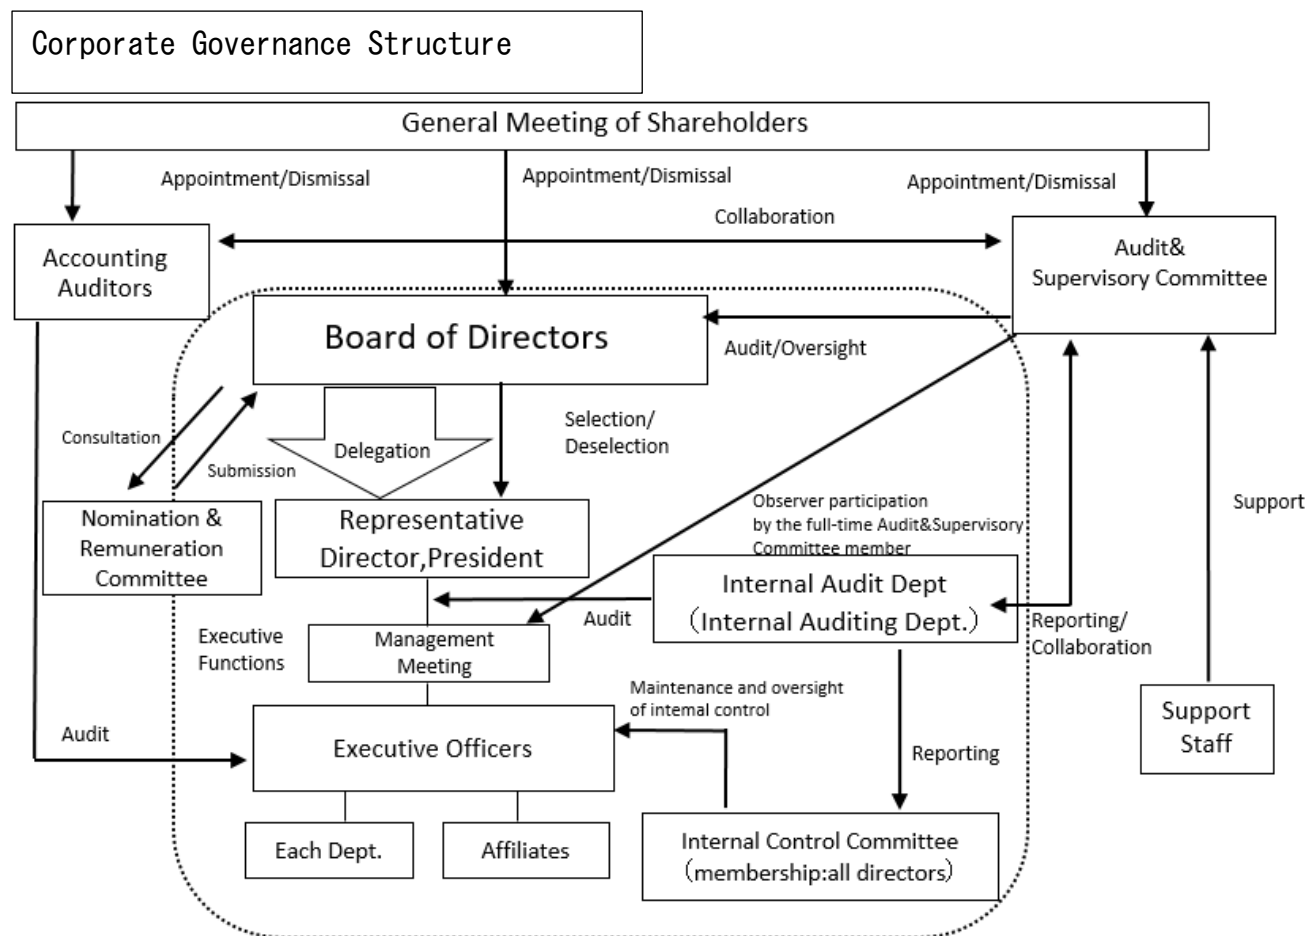 Corporate Governance Structure
General Meeting of Shareholders
Appointment/Dismissal
Appointment/Dismissal
Appointment/Dismissal
Collaboration
Accounting
Auditors
Audit&
Supervisory Committee
Board of Directors
Audit/Oversight
Consultation
Submission
Delegation
Selection/
Deselection
Nomination &
Remuneration
Committee
Representative
Director,President
Observer participation
by the full-time Audit&Supervisory
Committee member
Support
Internal Audit Dept
（Internal Auditing Dept.）
Audit
Reporting/
Collaboration
Executive
Functions
Management
Meeting
Maintenance and oversight
of internal control
Support
Staff
Audit
Executive Officers
Reporting
Each Dept.
Affiliates
Internal Control Committee
（membership:all directors）